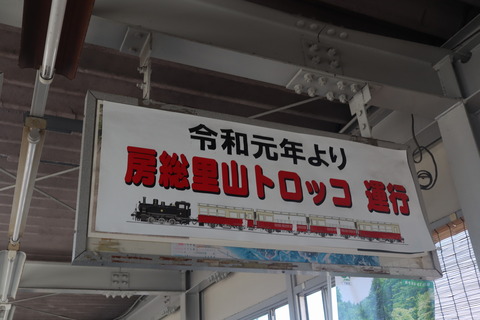 令和元年より
房総里山トロッコ 運行